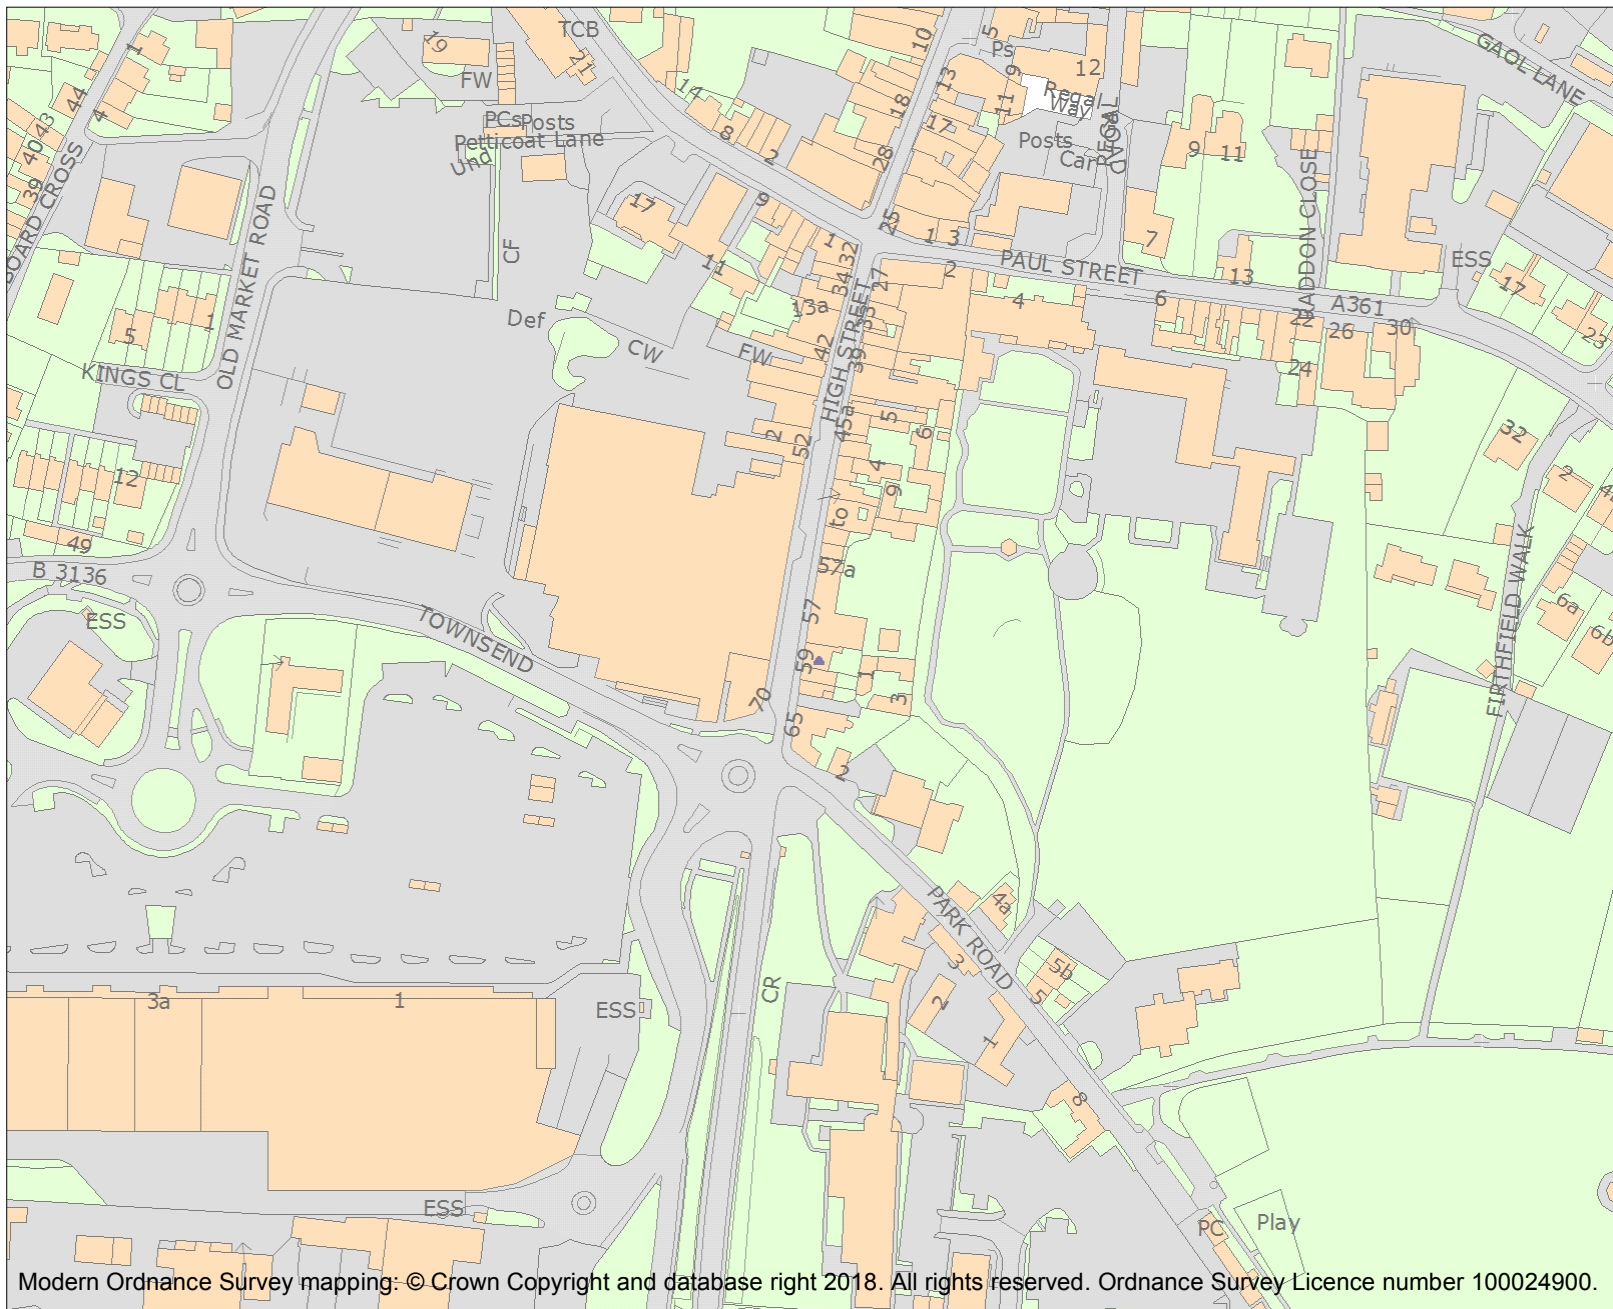 TCB
10
5
Ps
GAOL LANE
1
19
21
FW
13
9
12
44
14
18
11
Regal
Way
4
43
PCs
Posts
8
17
Posts
Petticoat Lane
40
Und
2
28
Car
9
11
39
BOARD CROSS
OLD MARKET ROAD
17
9
25
1
3
7
RADDON CLOSE
CF
1
32
PAUL STREET
ESS
11
34
27
2
13
17
13a
4
6
A361
5
1
Def
33
22
26
30
23
CW
FW
42
39
24
KINGS CL
HIGH STREET
45a
5
6
2
52
32
12
4
9
2
to
49
B 3136
57a
FIRTHFIELD WALK
ESS
TOWNSEND
57
6a
6b
59
1
70
65
3
2
PARK ROAD
4a
3
5b
5
3a
1
ESS
CR
2
1
8
ESS
PC
Play
Modern Ordnance Survey mapping: © Crown Copyright and database right 2018. All rights reserved. Ordnance Survey Licence number 100024900.